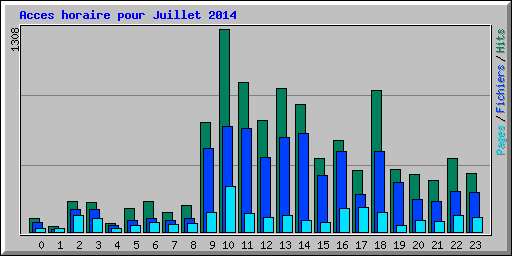 Acces horaire pour Juillet 2014
1308
Pages/Fichiers/Hits
0 1 2 3 4 5 6 7 8 9 10 11 12 13 14 15 16 17 18 19 20 21 22 23